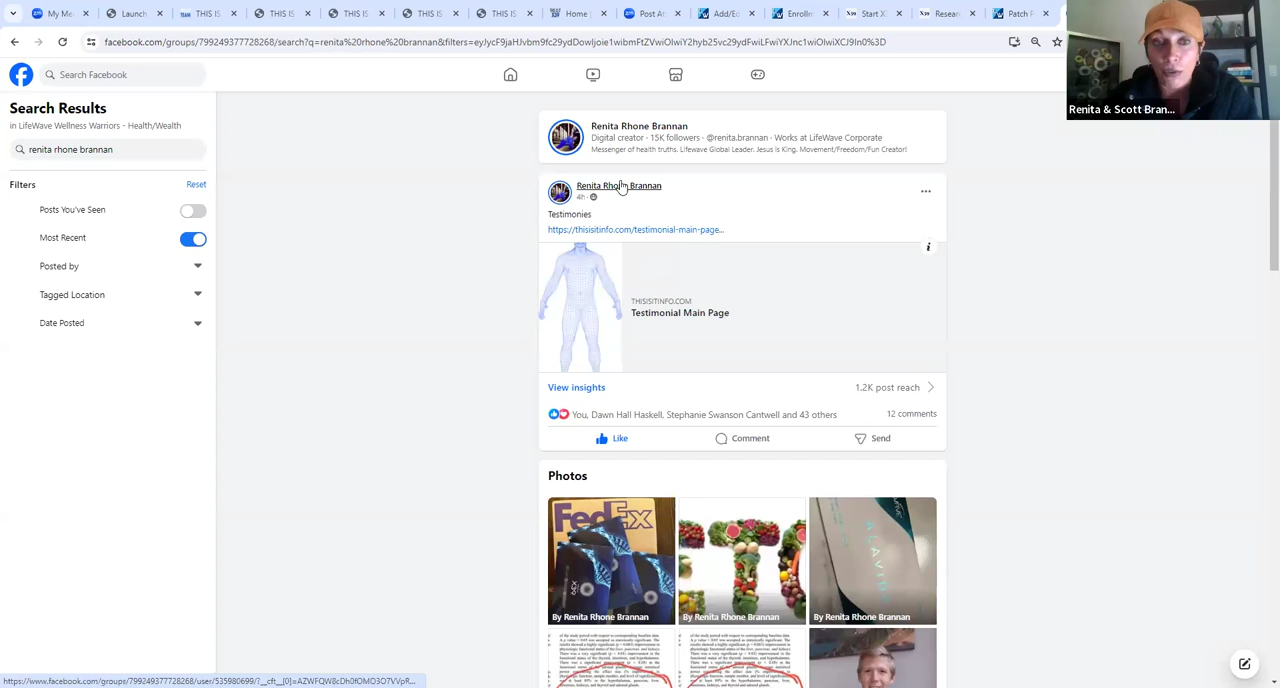 My Me
Launch
TEAM THIS IS
THIS IS
THIS IS
THIS IS
THIS IS
Home |
Post At
Add/Ed
Enrollm
X39 Start X
X39 Resear
Patch P
facebook.com/groups/799249377728268/search?q=renita%20rhone%20brannan&filters=
Search Facebook
Search Results
in LifeWave Wellness Warriors - Health/Wealth
renita rhone brannan
Filters
Reset
Posts You've Seen
Most Recent
Posted by
Tagged Location
Date Posted
Renita Rhone Brannan
Digital creator · 15K followers · @renita.brannan · Works at LifeWave Corporate
Messenger of health truths. Lifewave Global Leader. Jesus is King. Movement/Freedom/Fun Creator!
Renita Rhone Brannan
4h ·
Testimonies
https://thisisitinfo.com/testimonial-main-page...
THISISITINFO.COM
Testimonial Main Page
View insights
1.2K post reach
You, Dawn Hall Haskell, Stephanie Swanson Cantwell and 43 others
12 comments
Like
Comment
Send
Photos
FedEx
By Renita Rhone Brannan
By Renita Rhone Brannan
ALAVIDA
By Renita Rhone Brannan
Renita & Scott Bran...